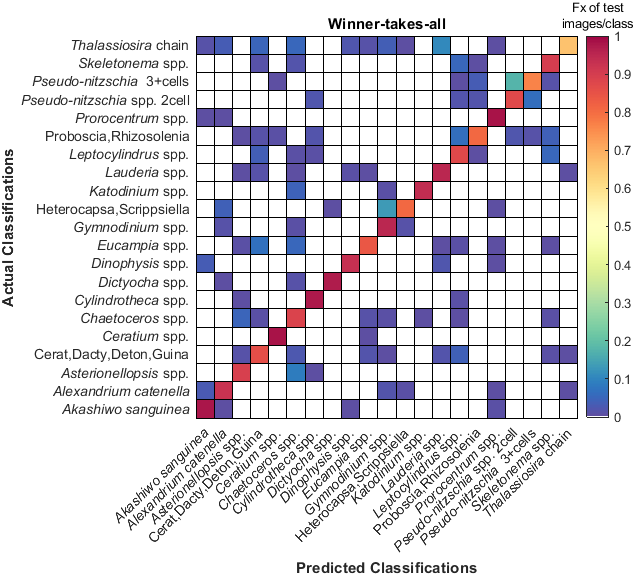 Winner-takes-all
Fx of test
images/class
Actual Classifications
Thalassiosira chain
Skeletonema spp.
Pseudo-nitzschia 3+cells
Pseudo-nitzschia spp. 2cell
Prorocentrum spp.
Proboscia,Rhizosolenia
Leptocylindrus spp.
Lauderia spp.
Katodinium spp.
Heterocapsa,Scrippsiella
Gymnodinium spp.
Eucampia spp.
Dinophysis spp.
Dictyocha spp.
Cylindrotheca spp.
Chaetoceros spp.
Ceratium spp.
Cerat,Dacty,Deton,Guina
Asterionellopsis spp.
Alexandrium catenella
Akashiwo sanguinea
1
0.9
0.8
0.7
0.6
0.5
0.4
0.3
0.2
0.1
0
Akashiwo sanguinea
Alexandrium catenella
Asterionellopsis spp.
Cerat,Dacty,Deton,Guina
Ceratium spp.
Chaetoceros spp.
Cylindrotheca spp.
Dictyocha spp.
Dinophysis spp.
Eucampia spp.
Gymnodinium spp.
Heterocapsa,Scrippsiella
Katodinium spp.
Lauderia spp.
Leptocylindrus spp.
Proboscia,Rhizosolenia
Prorocentrum spp.
Pseudo-nitzschia spp. 2cell
Pseudo-nitzschia 3+cells
Skeletonema spp.
Thalassiosira chain
Predicted Classifications